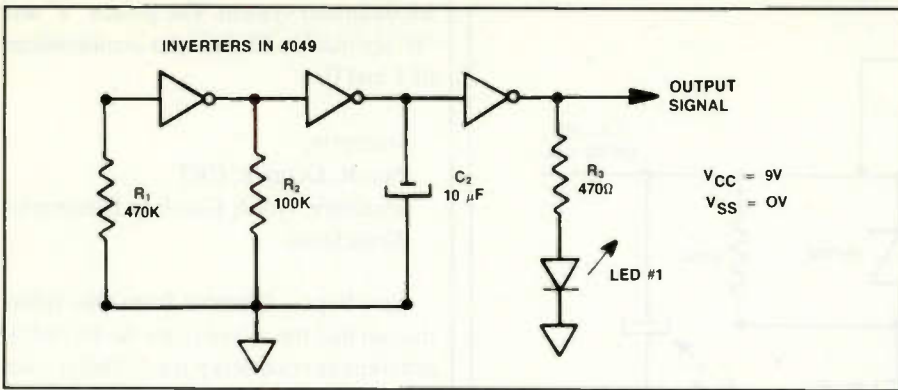 INVERTERS IN 4049
OUTPUT
SIGNAL
R1
470K
R2
100K
C2
10 µF
R3
470Ω
VCC = 9V
VSS = OV
LED #1